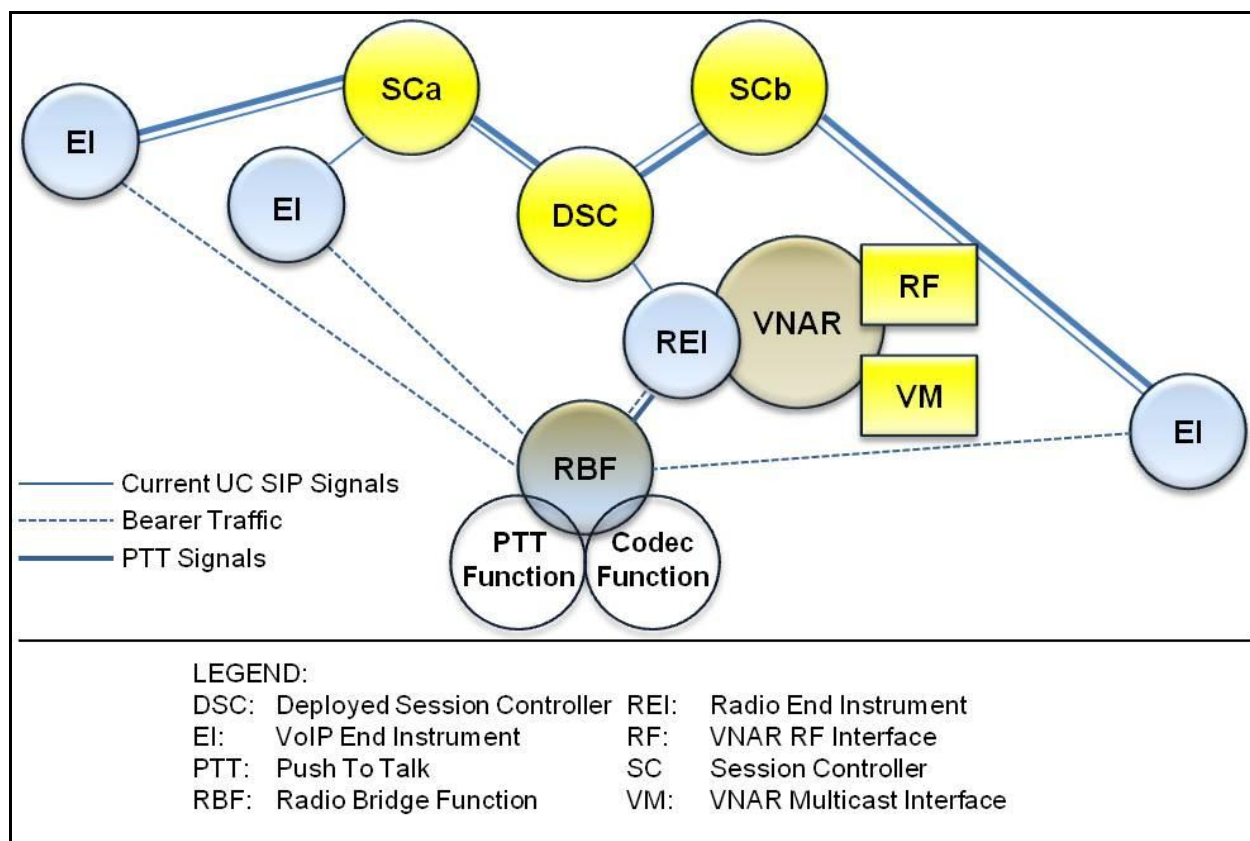 SCa
SCb
EI
EI
DSC
RF
REI
VNAR
VM
EI
RBF
Current UC SIP Signals
Bearer Traffic
PTT Signals
PTT
Function
Codec
Function
LEGEND:
DSC: Deployed Session Controller REI: Radio End Instrument
EI: VoIP End Instrument RF: VNAR RF Interface
PTT: Push To Talk SC Session Controller
RBF: Radio Bridge Function VM: VNAR Multicast Interface